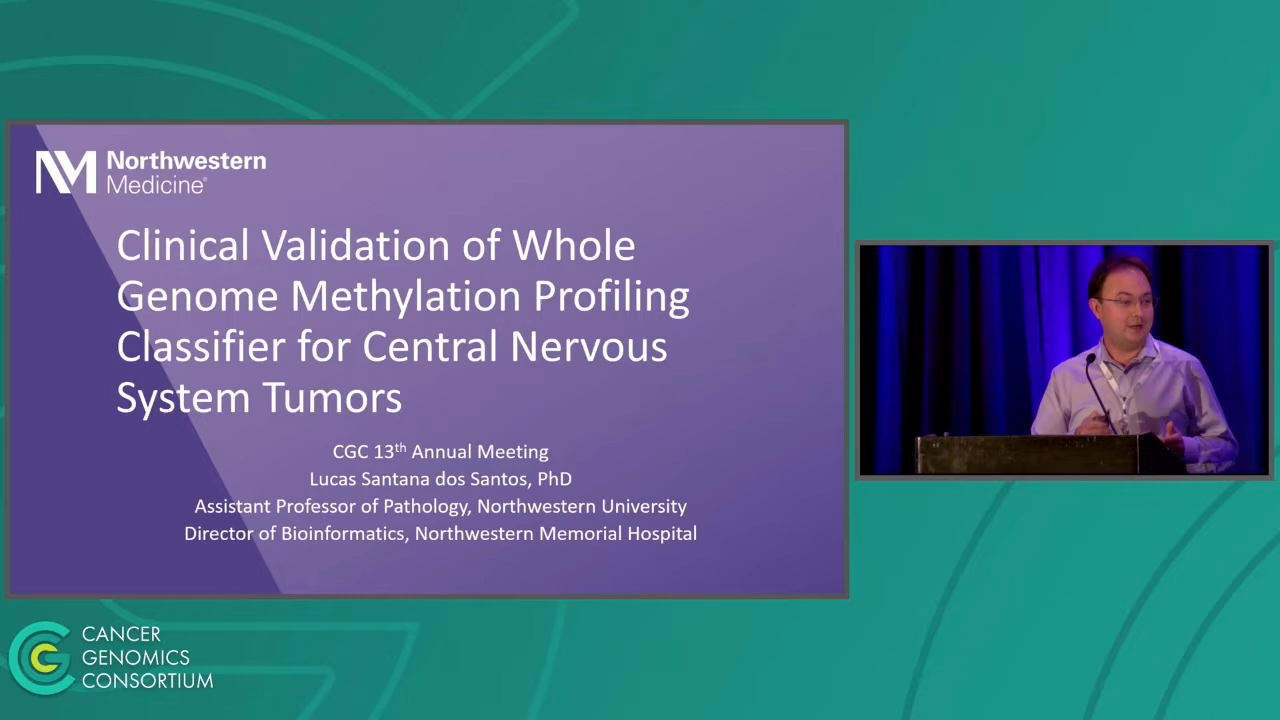 Northwestern
Medicine®
Clinical Validation of Whole
Genome Methylation Profiling
Classifier for Central Nervous
System Tumors
CGC 13th Annual Meeting
Lucas Santana dos Santos, PhD
Assistant Professor of Pathology, Northwestern University
Director of Bioinformatics, Northwestern Memorial Hospital
CANCER
GENOMICS
CONSORTIUM